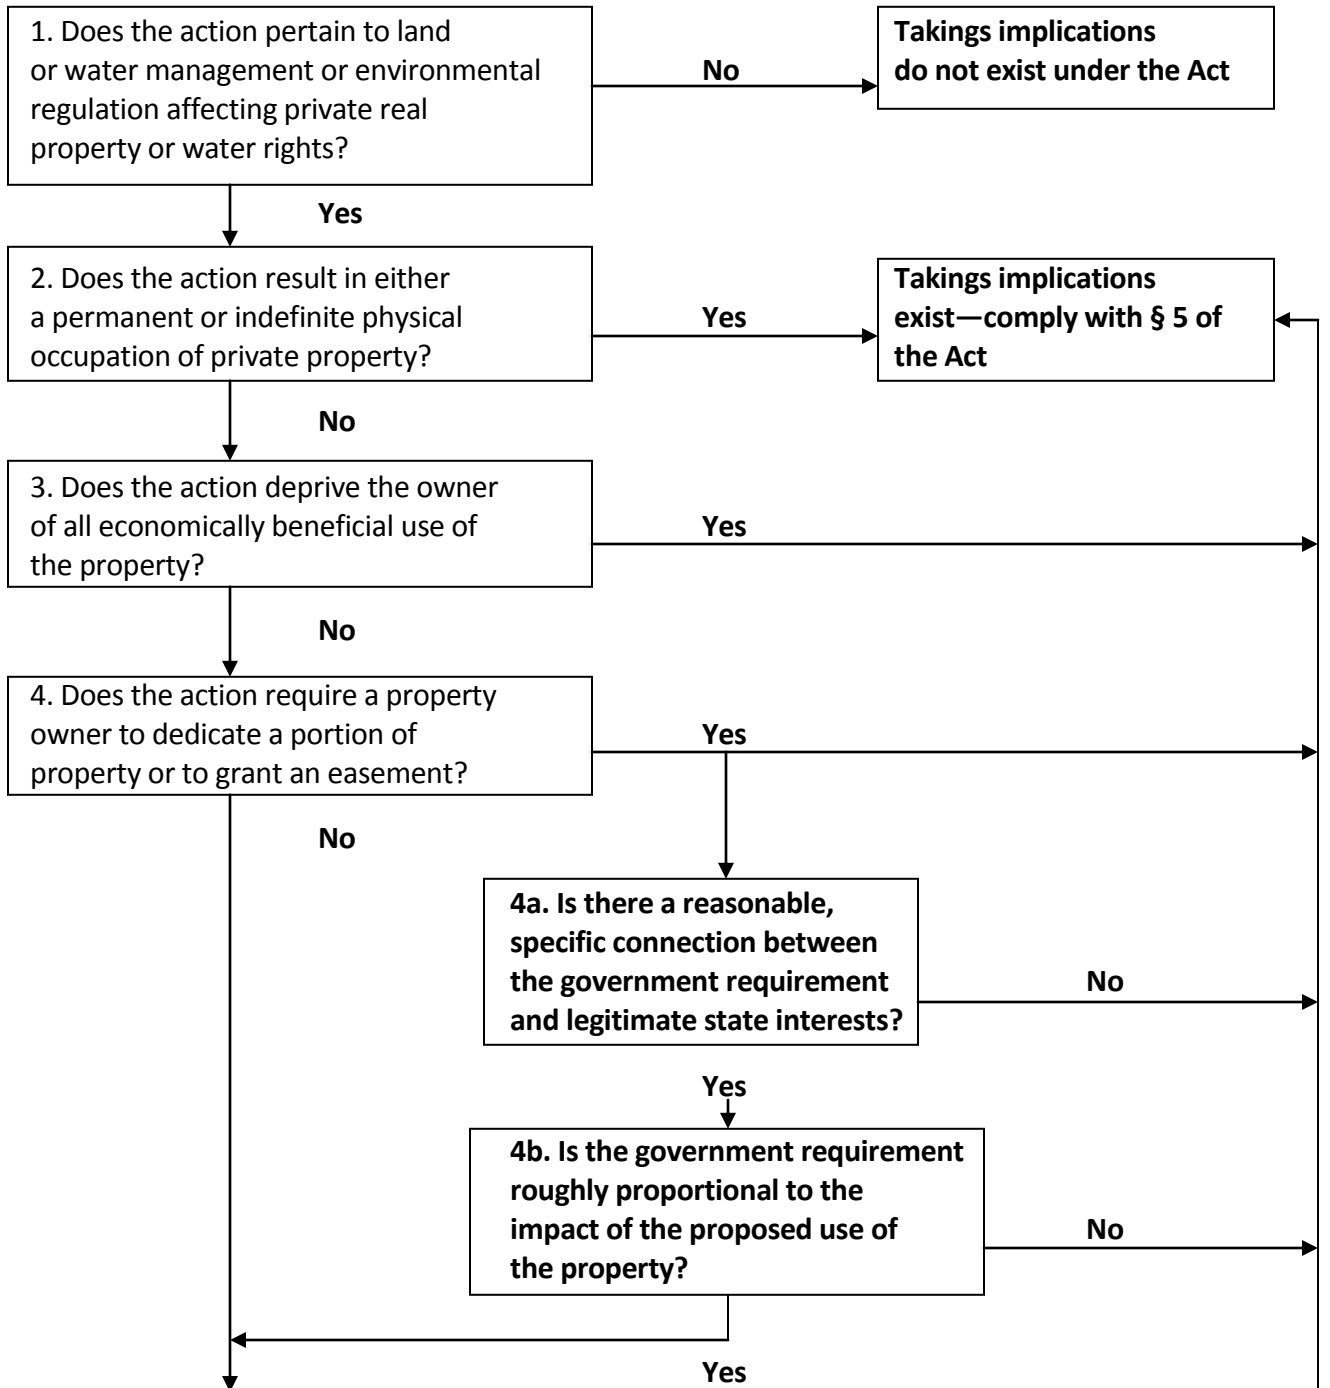 1. Does the action pertain to land
or water management or environmental
regulation affecting private real
property or water rights?
No
Takings implications
do not exist under the Act
Yes
2. Does the action result in either
a permanent or indefinite physical
occupation of private property?
Yes
Takings implications
exist—comply with § 5 of
the Act
No
3. Does the action deprive the owner
of all economically beneficial use of
the property?
Yes
No
4. Does the action require a property
owner to dedicate a portion of
property or to grant an easement?
Yes
No
4a. Is there a reasonable,
specific connection between
the government requirement
and legitimate state interests?
No
Yes
4b. Is the government requirement
roughly proportional to the
impact of the proposed use of
the property?
No
Yes